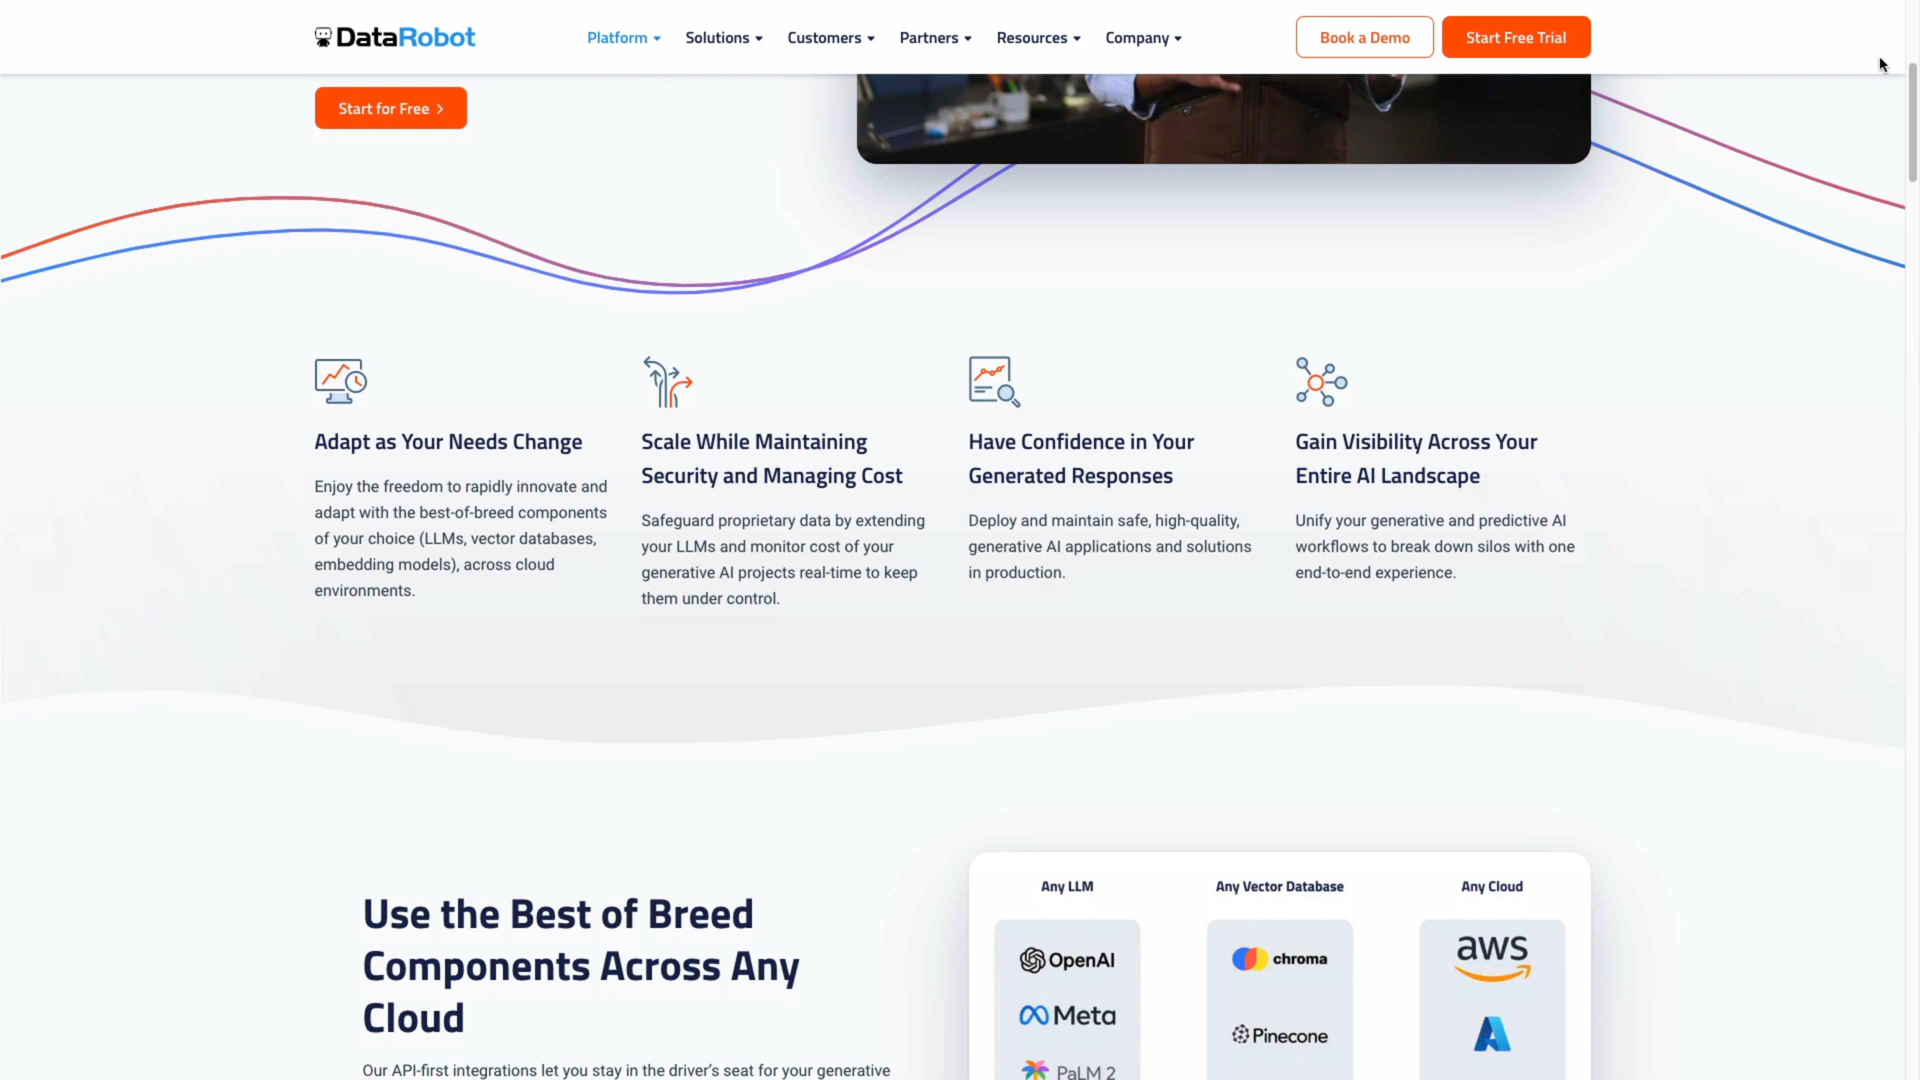 DataRobot
Platform
Solutions
Customers
Partners
Resources
Company
Book a Demo
Start Free Trial
Start for Free
Adapt as Your Needs Change
Enjoy the freedom to rapidly innovate and
adapt with the best-of-breed components
of your choice (LLMs, vector databases,
embedding models), across cloud
environments.
Scale While Maintaining
Security and Managing Cost
Safeguard proprietary data by extending
your LLMs and monitor cost of your
generative AI projects real-time to keep
them under control.
Have Confidence in Your
Generated Responses
Deploy and maintain safe, high-quality,
generative AI applications and solutions
in production.
Gain Visibility Across Your
Entire AI Landscape
Unify your generative and predictive AI
workflows to break down silos with one
end-to-end experience.
Use the Best of Breed
Components Across Any
Cloud
Our API-first integrations let you stay in the driver’s seat for your generative
Any LLM
OpenAI
Meta
PaLM 2
Any Vector Database
chroma
Pinecone
Any Cloud
aws